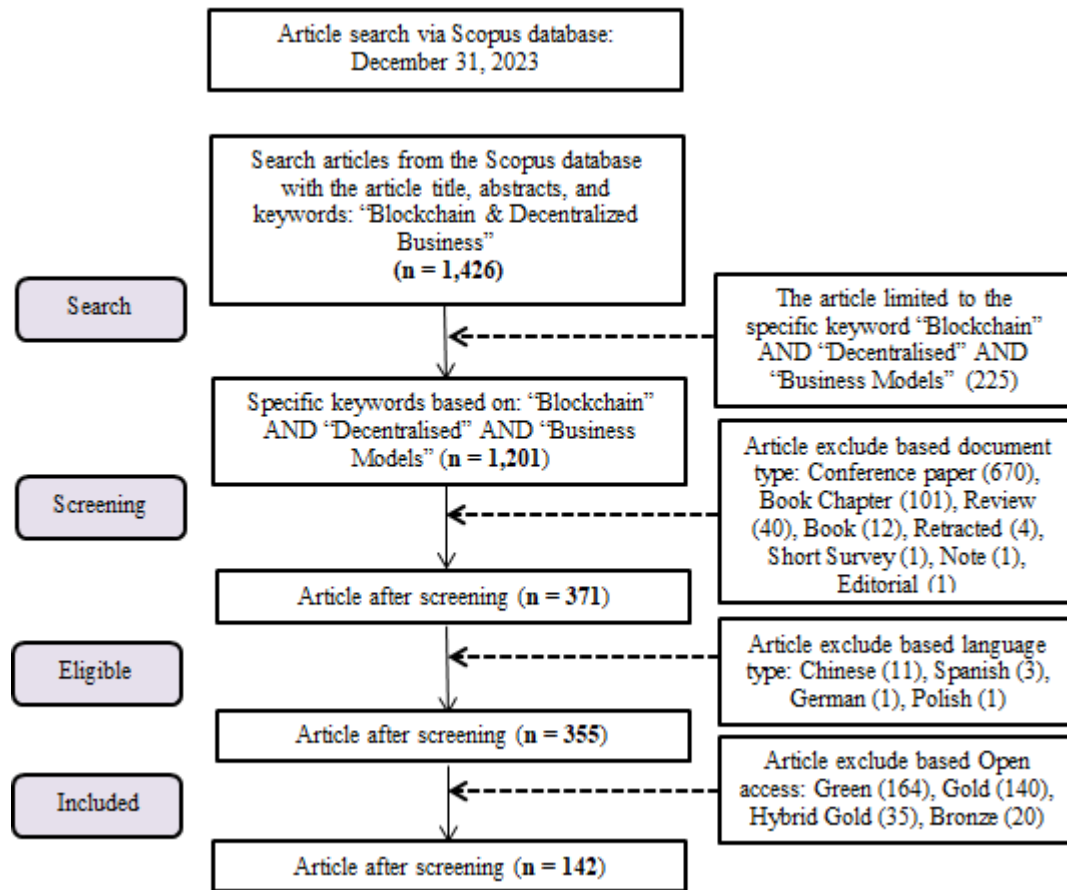 Article search via Scopus database:
December 31, 2023
Search articles from the Scopus database
with the article title, abstracts, and
keywords: “Blockchain & Decentralized
Business”
(n = 1,426)
Search
The article limited to the
specific keyword “Blockchain”
AND “Decentralised” AND
“Business Models” (225)
Specific keywords based on: “Blockchain”
AND “Decentralised” AND “Business
Models” (n = 1,201)
Screening
Article exclude based document
type: Conference paper (670),
Book Chapter (101), Review
(40), Book (12), Retracted (4),
Short Survey (1), Note (1),
Editorial (1)
Article after screening (n = 371)
Eligible
Article exclude based language
type: Chinese (11), Spanish (3),
German (1), Polish (1)
Article after screening (n = 355)
Included
Article exclude based Open
access: Green (164), Gold (140),
Hybrid Gold (35), Bronze (20)
Article after screening (n = 142)